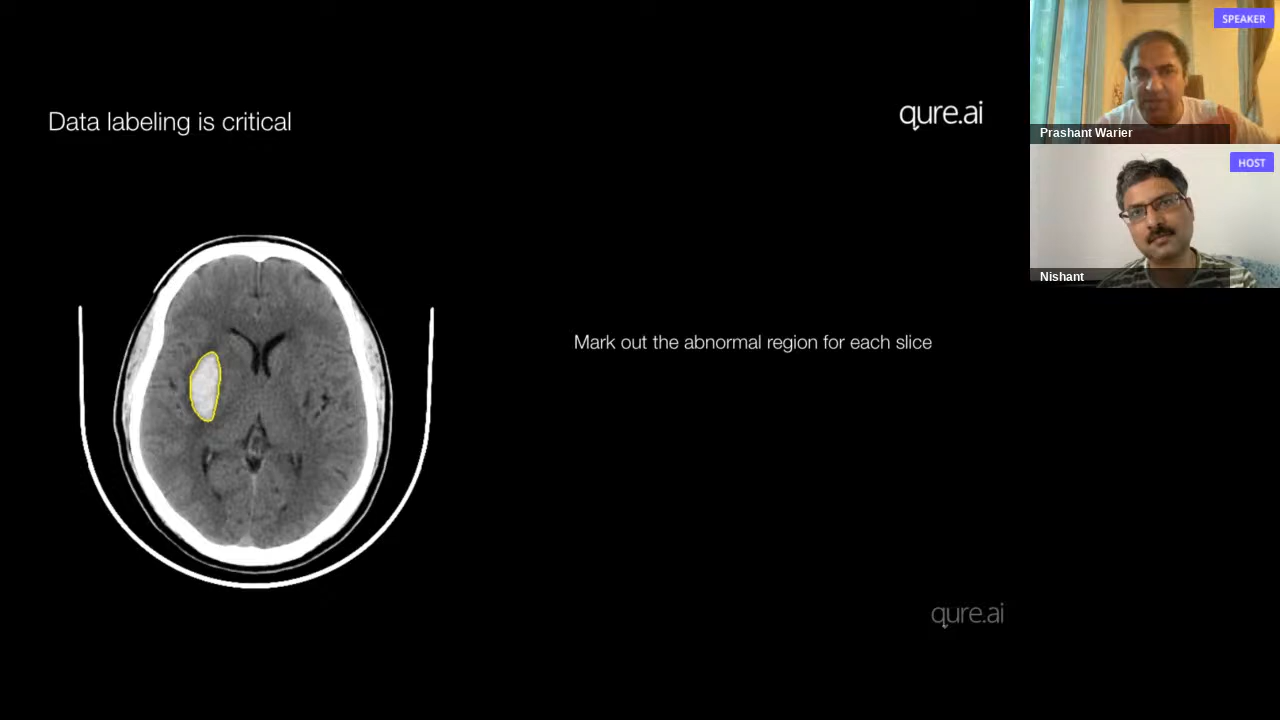 Data labeling is critical
qure.ai
Mark out the abnormal region for each slice
qure.ai
SPEAKER
Prashant Warier
HOST
Nishant